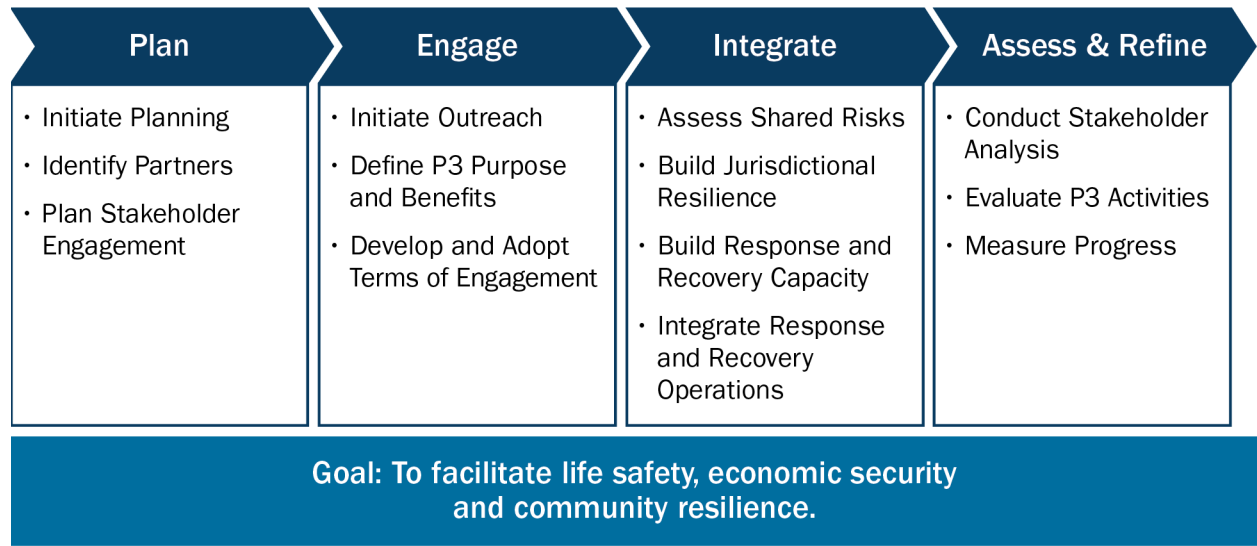 Plan
• Initiate Planning
• Identify Partners
• Plan Stakeholder
Engagement
Engage
• Initiate Outreach
• Define P3 Purpose
and Benefits
• Develop and Adopt
Terms of Engagement
Integrate
• Assess Shared Risks
• Build Jurisdictional
Resilience
• Build Response and
Recovery Capacity
• Integrate Response
and Recovery
Operations
Assess & Refine
• Conduct Stakeholder
Analysis
• Evaluate P3 Activities
• Measure Progress
Goal: To facilitate life safety, economic security
and community resilience.